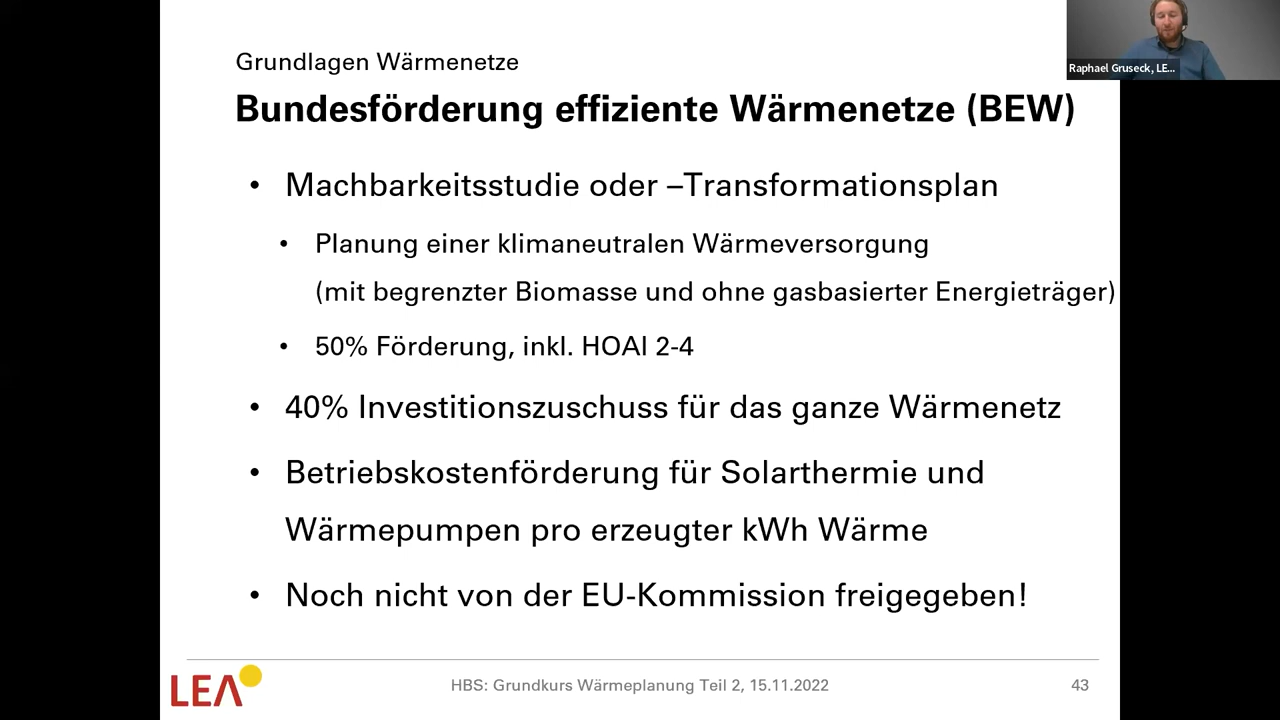 Grundlagen Wärmenetze
Bundesförderung effiziente Wärmenetze (BEW)
• Machbarkeitsstudie oder –Transformationsplan
• Planung einer klimaneutralen Wärmeversorgung
(mit begrenzter Biomasse und ohne gasbasierter Energieträger)
• 50% Förderung, inkl. HOAI 2-4
• 40% Investitionszuschuss für das ganze Wärmenetz
• Betriebskostenförderung für Solarthermie und
Wärmepumpen pro erzeugter kWh Wärme
• Noch nicht von der EU-Kommission freigegeben!
LEA
HBS: Grundkurs Wärmeplanung Teil 2, 15.11.2022
43
Raphael Gruseck, LE...